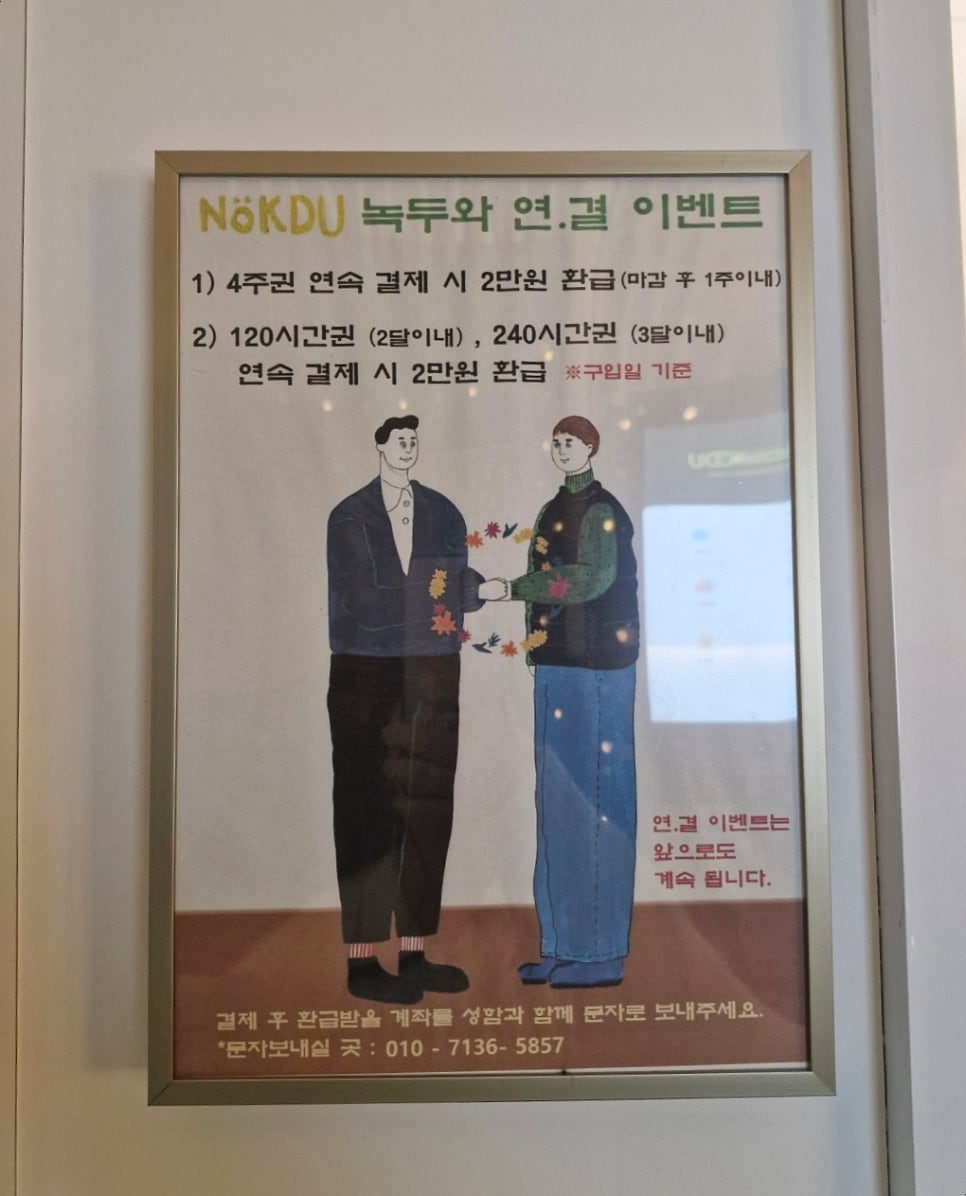 NöKDU 녹두와 연.결 이벤트
1) 4주권 연속 결제 시 2만원 환급(마감 후 1주이내)
2) 120시간권 (2달이내) , 240시간권 (3달이내)
연속 결제 시 2만원 환급 ※구입일 기준
연.결 이벤트는
앞으로도
계속 됩니다.
결제 후 환급받을 계좌를 성함과 함께 문자로 보내주세요.
*문자보내실 곳 : 010 - 7136- 5857